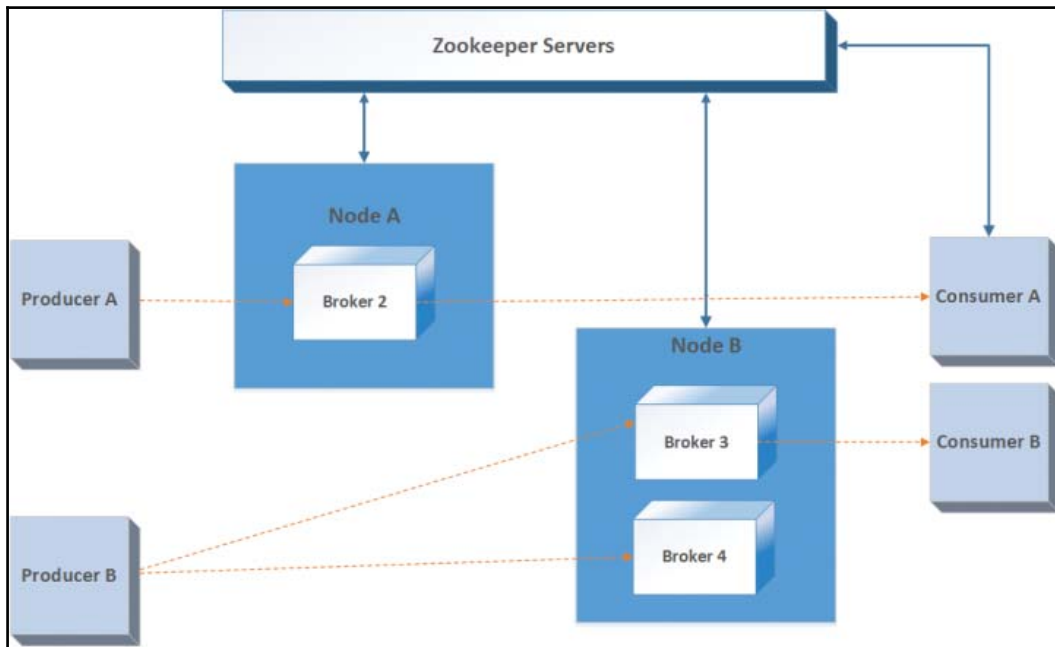 Zookeeper Servers
Node A
Producer A
Broker 2
Consumer A
Node B
Broker 3
Consumer B
Broker 4
Producer B